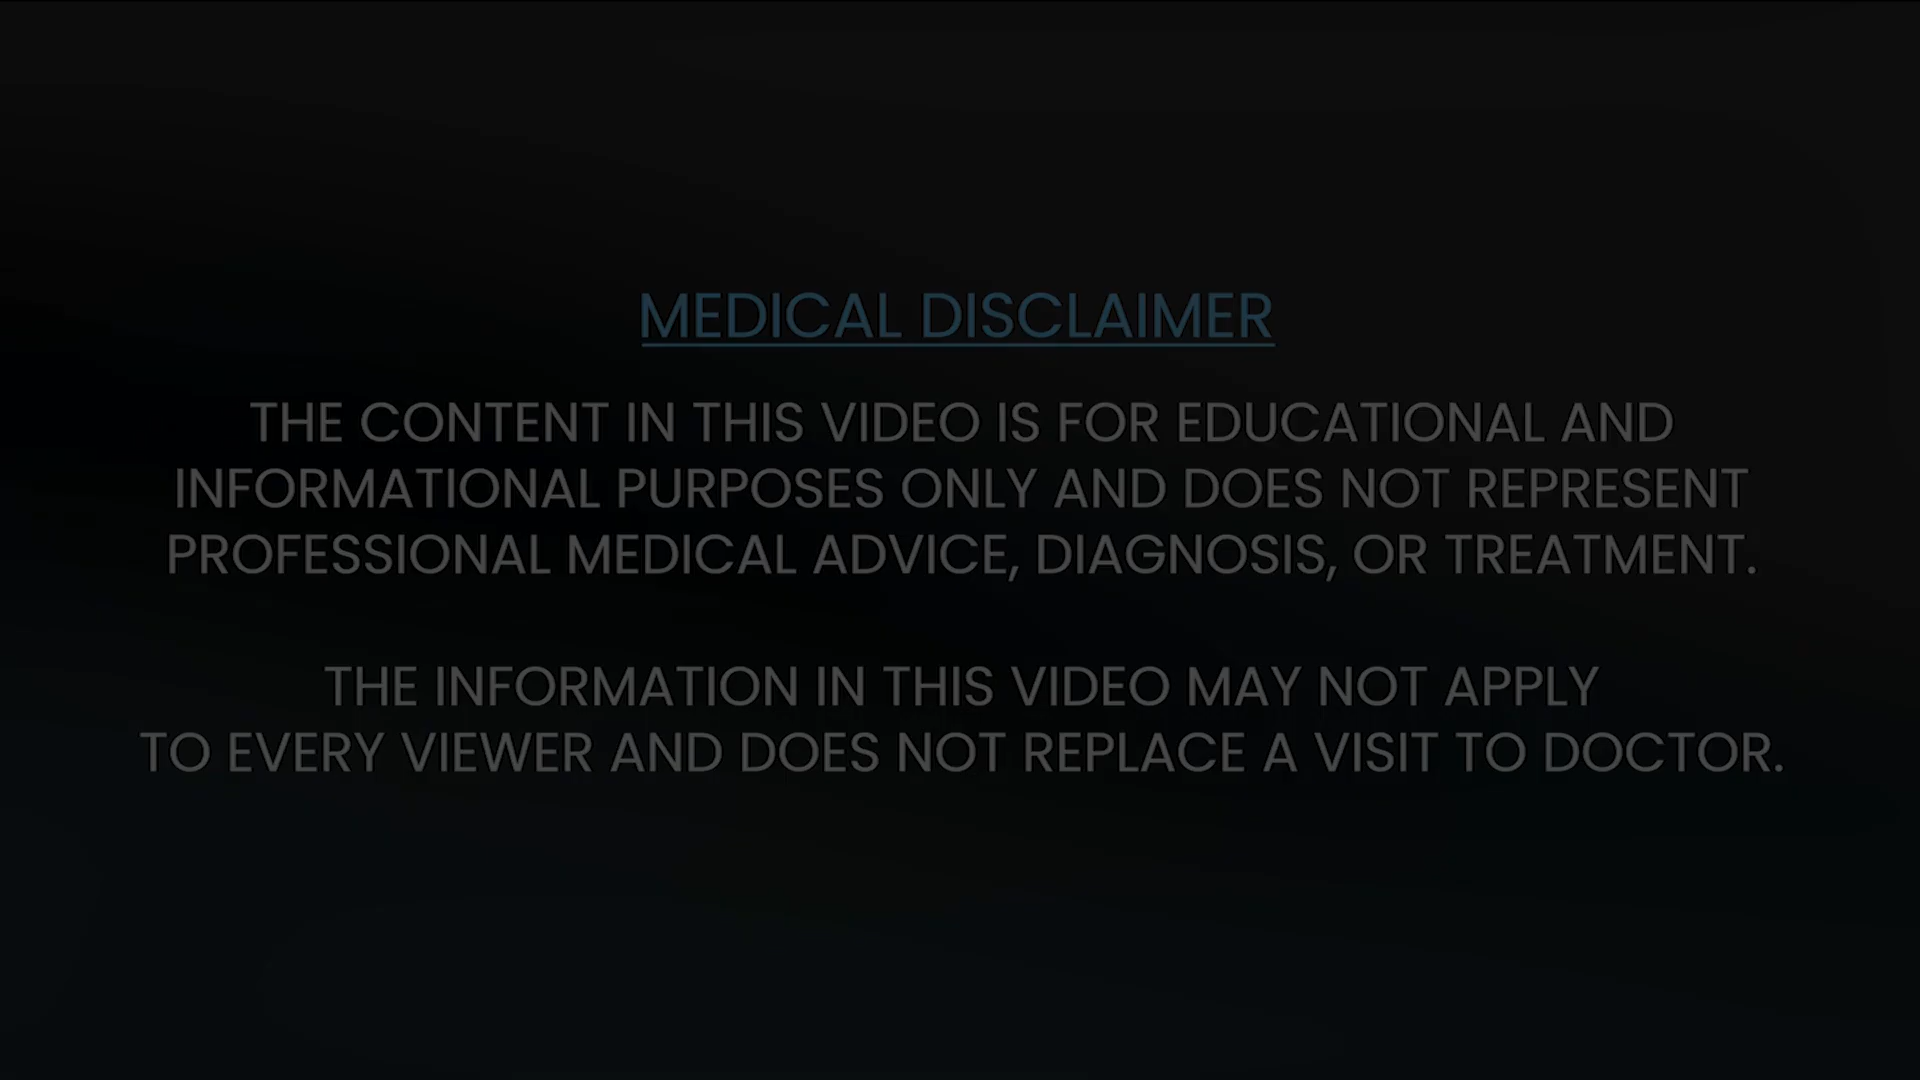 MEDICAL DISCLAIMER
THE CONTENT IN THIS VIDEO IS FOR EDUCATIONAL AND
INFORMATIONAL PURPOSES ONLY AND DOES NOT REPRESENT
PROFESSIONAL MEDICAL ADVICE, DIAGNOSIS, OR TREATMENT.
THE INFORMATION IN THIS VIDEO MAY NOT APPLY
TO EVERY VIEWER AND DOES NOT REPLACE A VISIT TO DOCTOR.